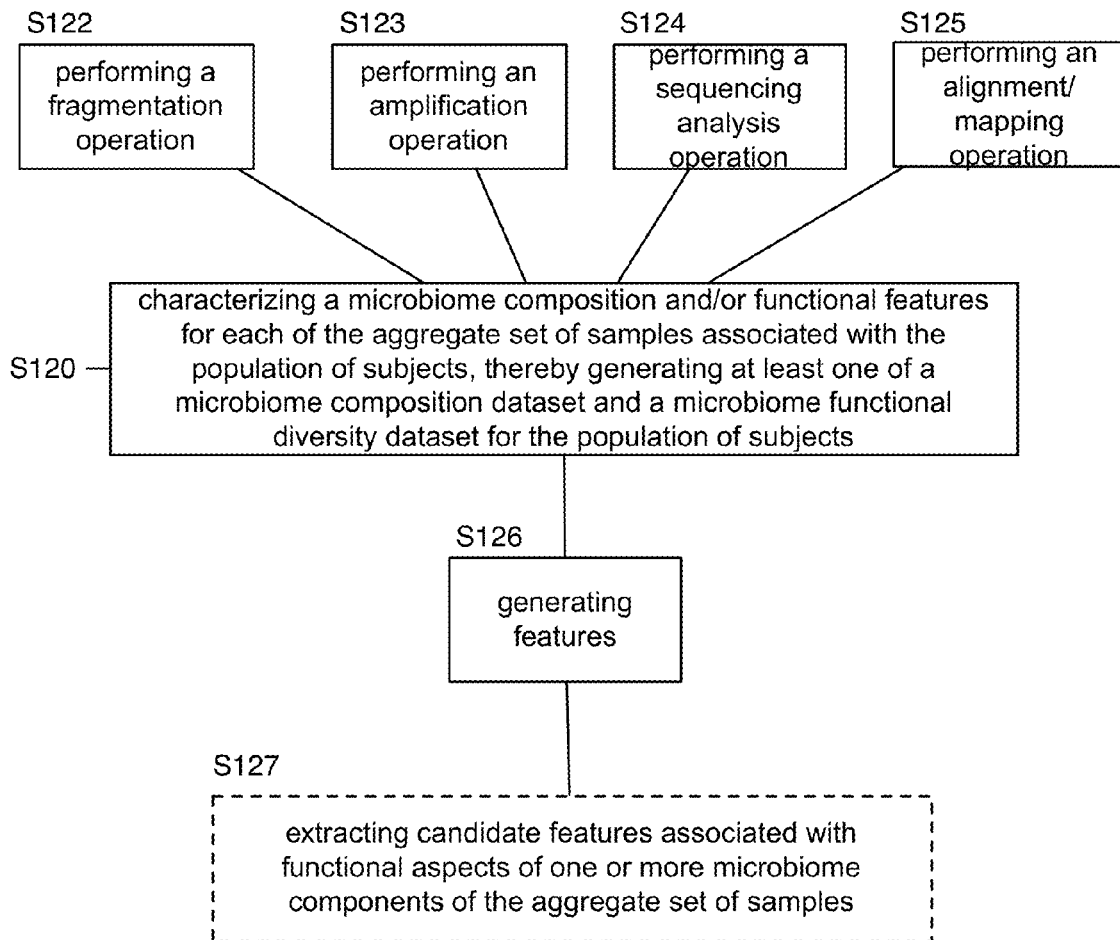 S122
performing a
fragmentation
operation
S123
performing an
amplification
operation
S124
performing a
sequencing
analysis
operation
S125
performing an
alignment/
mapping
operation
S120
characterizing a microbiome composition and/or functional features
for each of the aggregate set of samples associated with the
population of subjects, thereby generating at least one of a
microbiome composition dataset and a microbiome functional
diversity dataset for the population of subjects
S126
generating
features
S127
extracting candidate features associated with
functional aspects of one or more microbiome
components of the aggregate set of samples